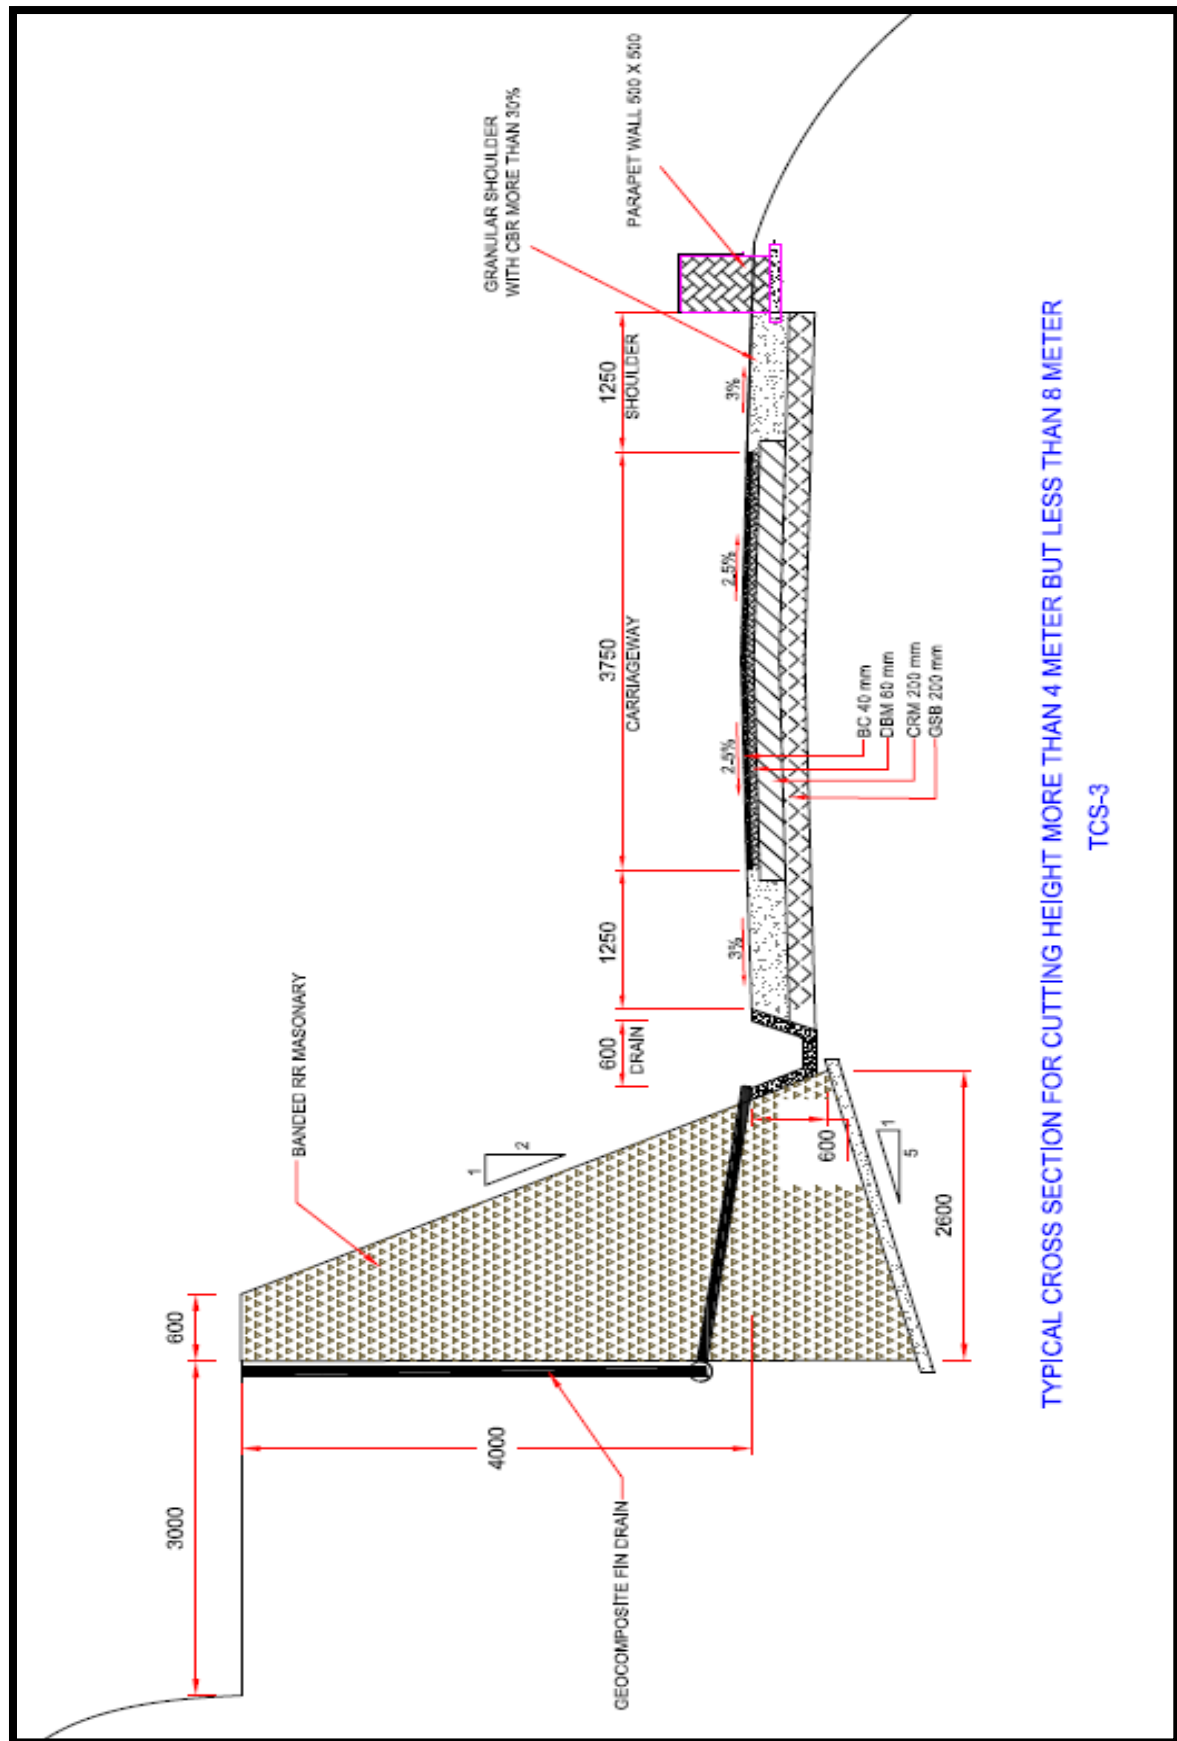 3000
600
4000
BANDED RR MASONARY
GEOCOMPOSITE FIN DRAIN
1
2
600
DRAIN
1250
3750
CARRIAGEWAY
1250
SHOULDER
3%
2.5%
2.5%
3%
GRANULAR SHOULDER
WITH CBR MORE THAN 30%
PARAPET WALL 500 X 500
600
1
5
2600
BC 40 mm
DBM 60 mm
CRM 200 mm
GSB 200 mm
TYPICAL CROSS SECTION FOR CUTTING HEIGHT MORE THAN 4 METER BUT LESS THAN 8 METER
TCS-3